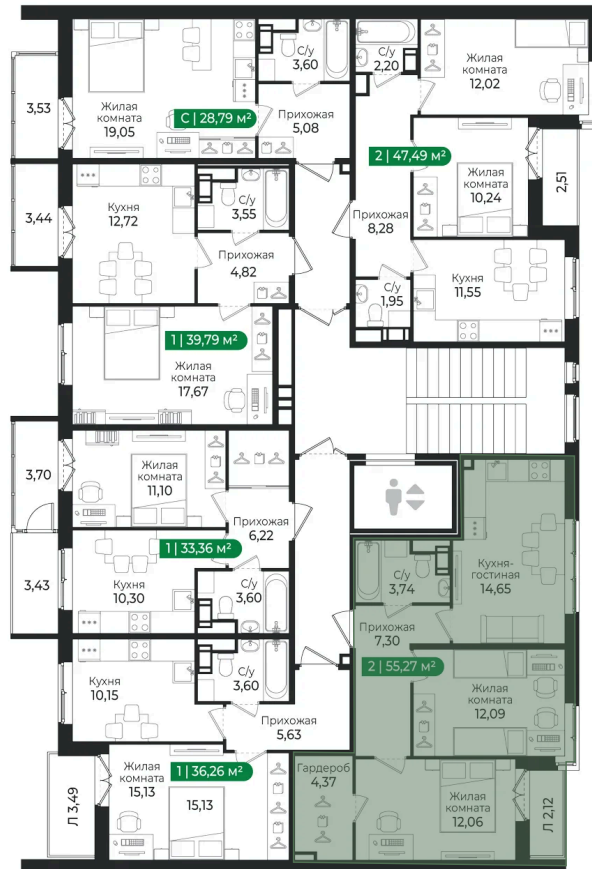 3,53
Жилая
комната
19,05
С | 28,79 м²
С/у
3,60
Прихожая
5,08
С/у
2,20
Жилая
комната
12,02
2 | 47,49 м²
Жилая
комната
10,24
2,51
3,44
Кухня
12,72
С/у
3,55
Прихожая
4,82
Прихожая
8,28
С/у
1,95
Кухня
11,55
1 | 39,79 м²
Жилая
комната
17,67
3,70
Жилая
комната
11,10
Прихожая
6,22
1 | 33,36 м²
3,43
Кухня
10,30
С/у
3,60
С/у
3,74
Кухня-
гостиная
14,65
Прихожая
7,30
2 | 55,27 м²
Кухня
10,15
С/у
3,60
Прихожая
5,63
Жилая
комната
12,09
Л 3,49
Жилая
комната
15,13
1 | 36,26 м²
15,13
Гардероб
4,37
Жилая
комната
12,06
Л 2,12